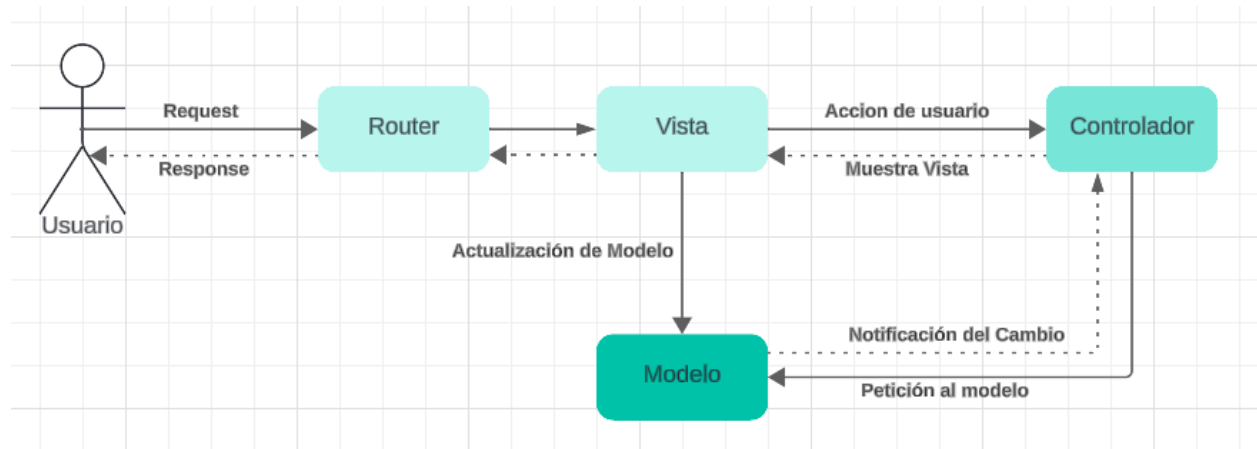 Request
Router
Vista
Accion de usuario
Controlador
Response
Muestra Vista
Usuario
Actualización de Modelo
Notificación del Cambio
Modelo
Petición al modelo